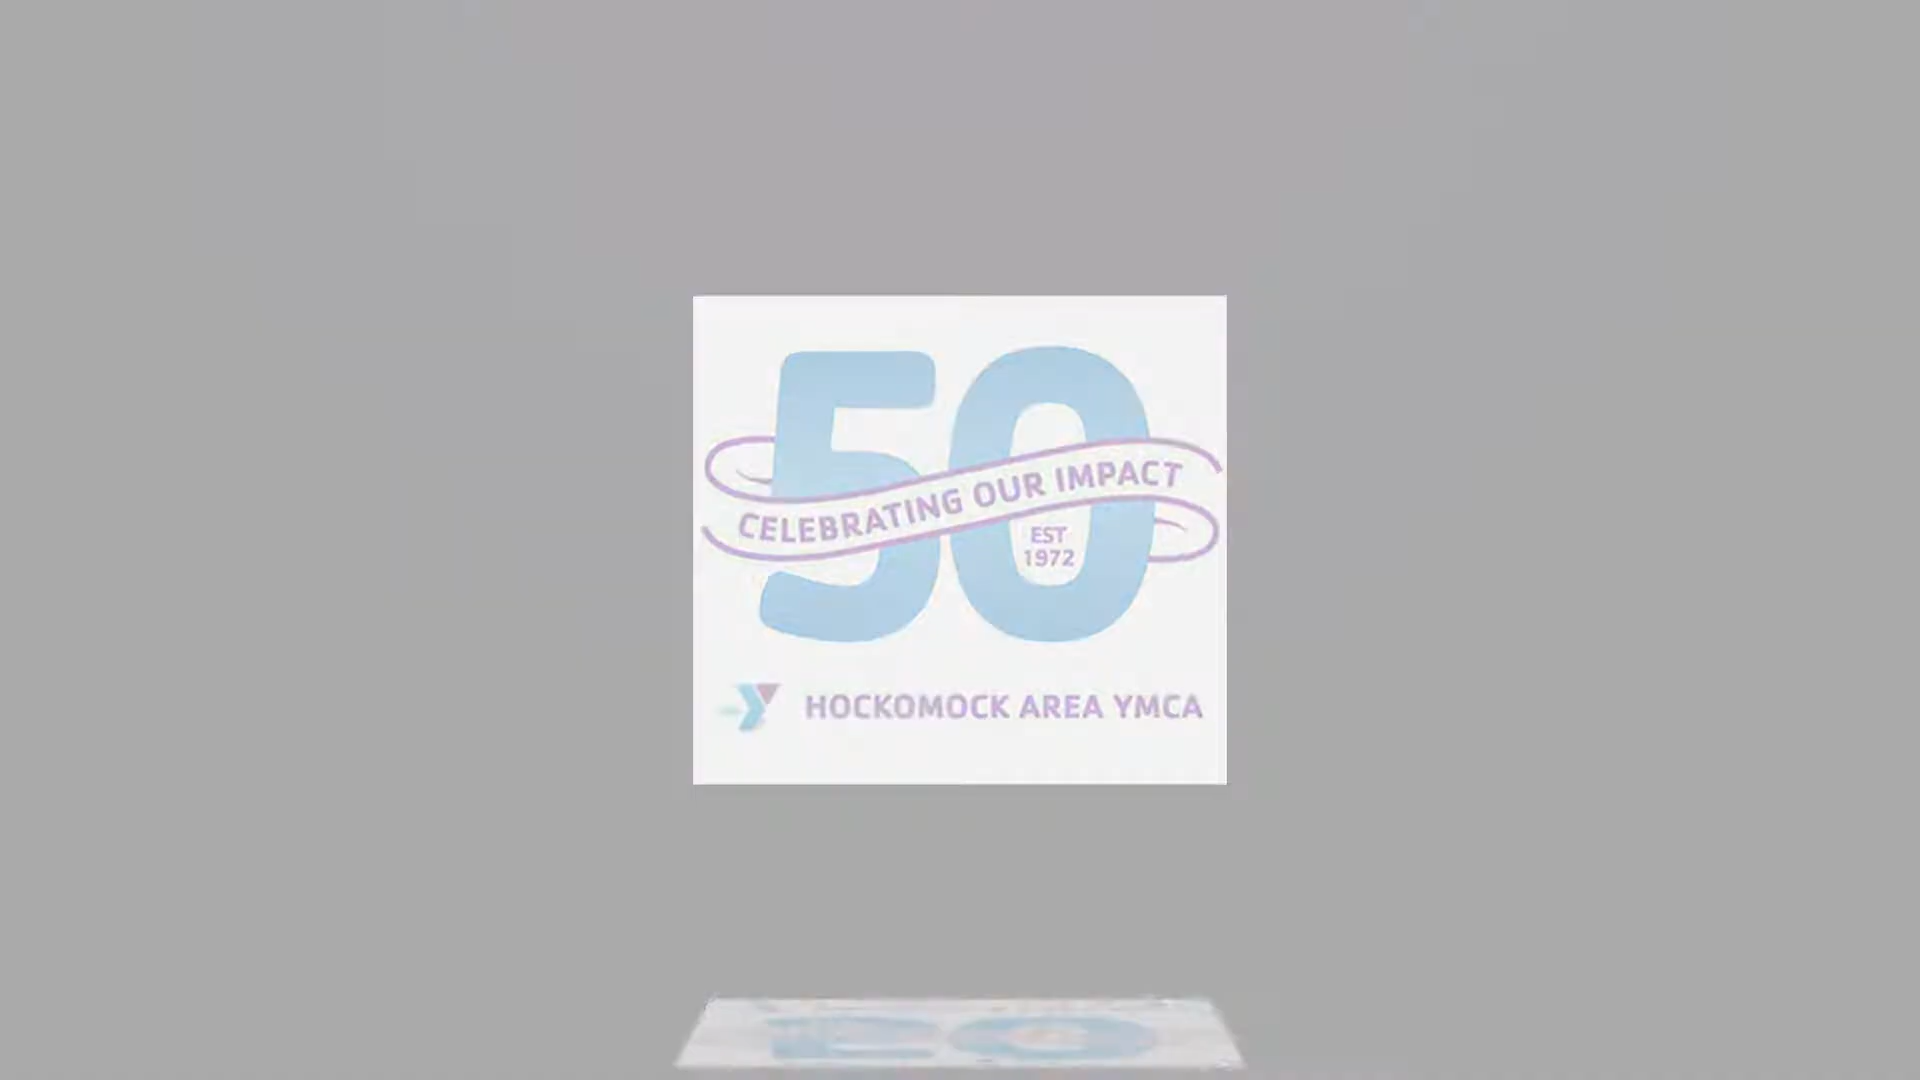 50
CELEBRATING OUR IMPACT
EST
1972
HOCKOMOCK AREA YMCA